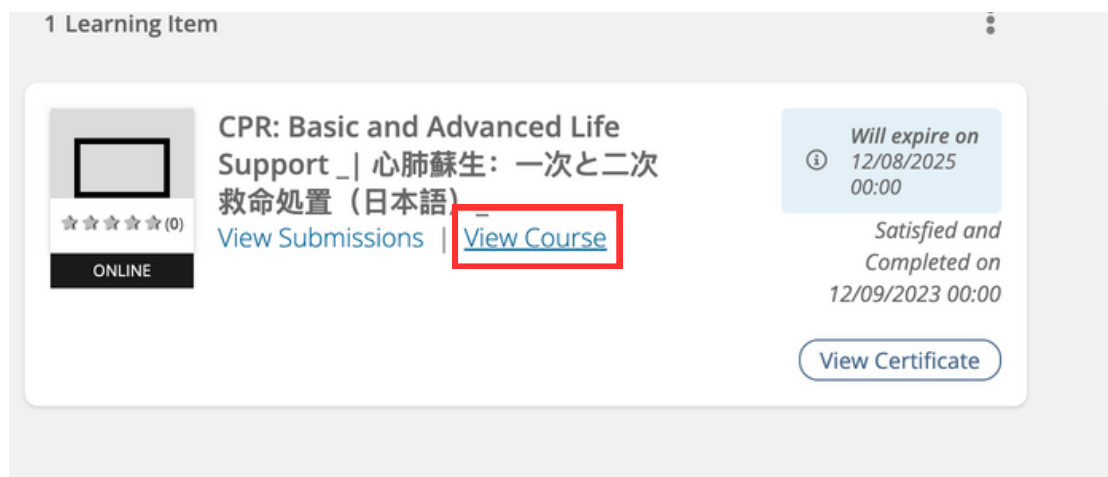 1 Learning Item
CPR: Basic and Advanced Life
Support _| 心肺蘇生：一次と二次
救命処置（日本語）_
(0)
View Submissions | View Course
ONLINE
Will expire on
12/08/2025
00:00
Satisfied and
Completed on
12/09/2023 00:00
View Certificate